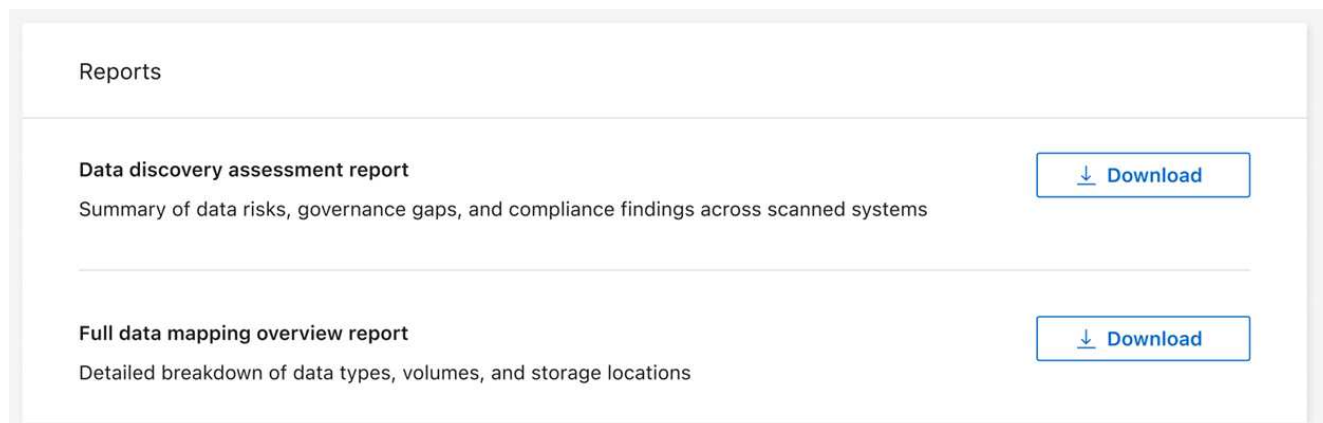 Reports
Data discovery assessment report
Download
Summary of data risks, governance gaps, and compliance findings across scanned systems
Full data mapping overview report
Download
Detailed breakdown of data types, volumes, and storage locations